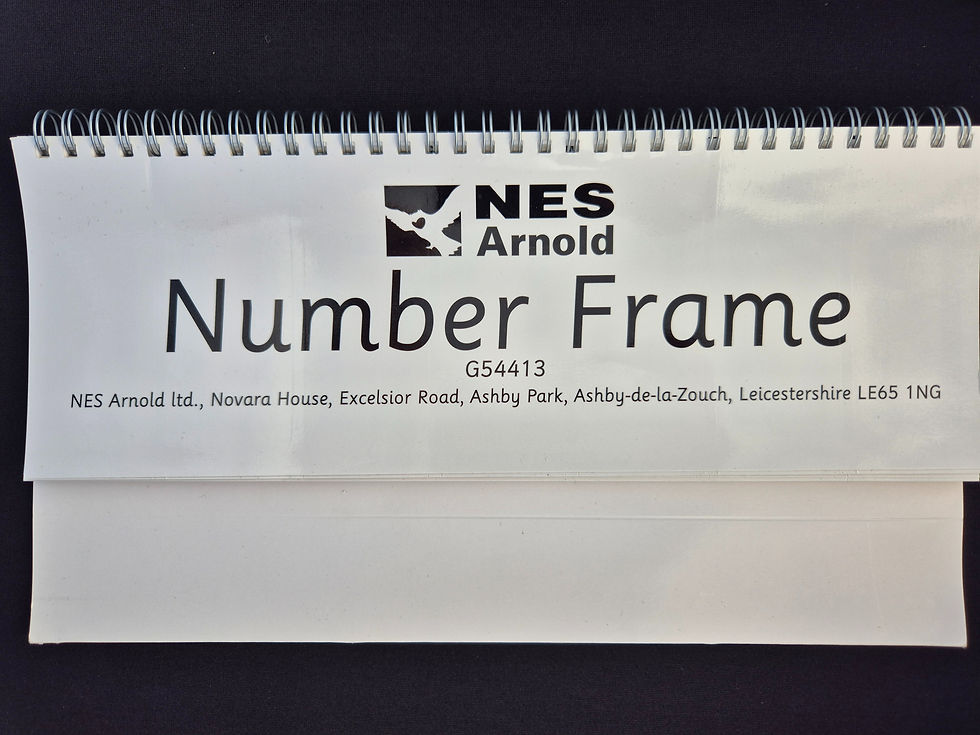 NES
Arnold
Number Frame
G54413
NES Arnold ltd., Novara House, Excelsior Road, Ashby Park, Ashby-de-la-Zouch, Leicestershire LE65 1NG